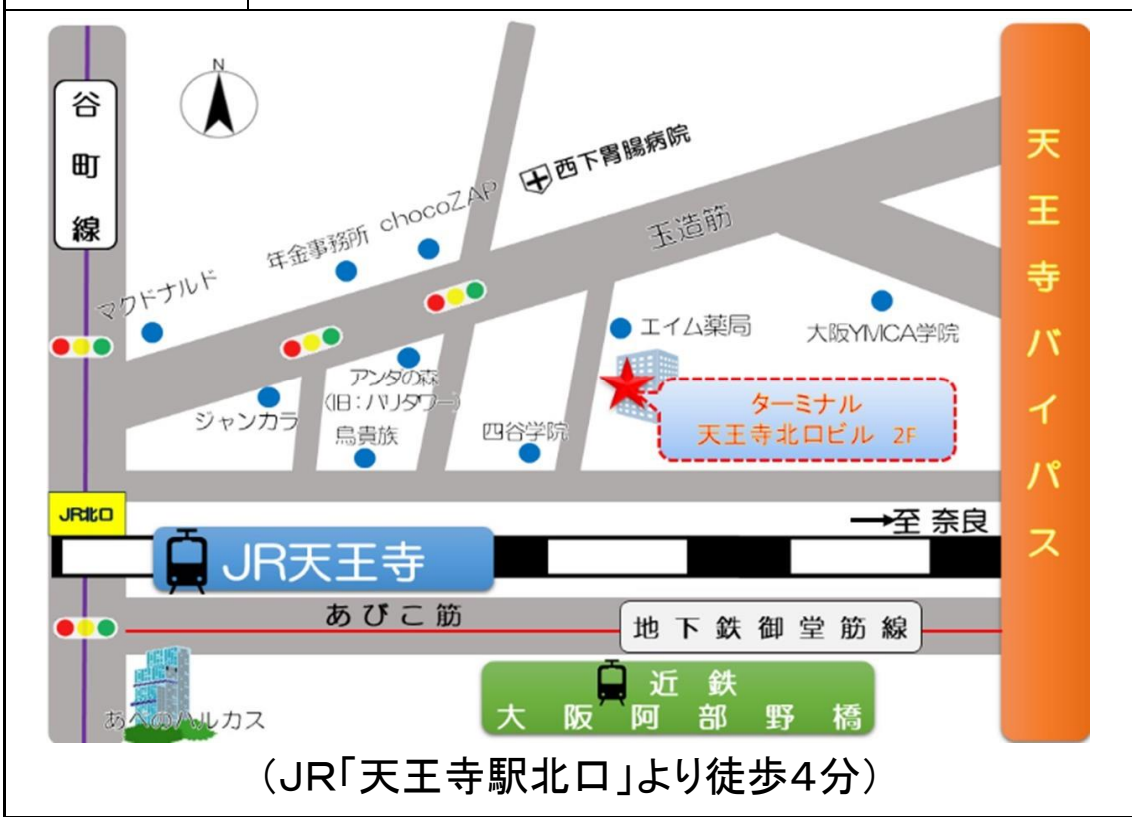 N
谷町線
西下胃腸病院
chocoZAP
年金事務所
玉造筋
マクドナルド
天王寺バイパス
エイム薬局
大阪YMCA学院
アンダの森
(旧：バリタワー)
ジャンカラ
鳥貴族
四谷学院
ターミナル
天王寺北口ビル 2F
JR北口
→至 奈良
JR天王寺
あびこ筋
地下鉄御堂筋線
近鉄
大阪阿部野橋
あべのハルカス
（JR「天王寺駅北口」より徒歩4分）